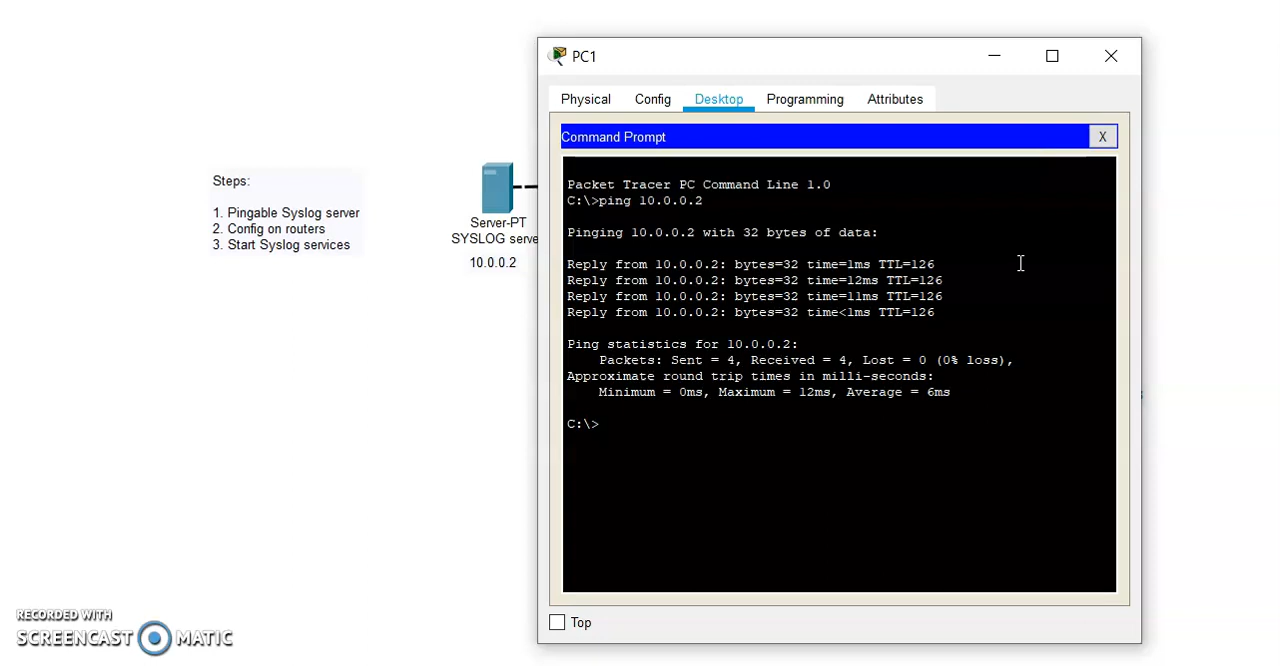 PC1
Physical Config Desktop Programming Attributes
Command Prompt
X
Steps:
1. Pingable Syslog server
2. Config on routers
3. Start Syslog services
Server-PT
SYSLOG serve
10.0.0.2
Packet Tracer PC Command Line 1.0
C:\>ping 10.0.0.2
Pinging 10.0.0.2 with 32 bytes of data:
Reply from 10.0.0.2: bytes=32 time=1ms TTL=126
Reply from 10.0.0.2: bytes=32 time=12ms TTL=126
Reply from 10.0.0.2: bytes=32 time=11ms TTL=126
Reply from 10.0.0.2: bytes=32 time<1ms TTL=126
Ping statistics for 10.0.0.2:
Packets: Sent = 4, Received = 4, Lost = 0 (0% loss),
Approximate round trip times in milli-seconds:
Minimum = 0ms, Maximum = 12ms, Average = 6ms
C:\>
Top
RECORDED WITH
SCREENCAST MATIC